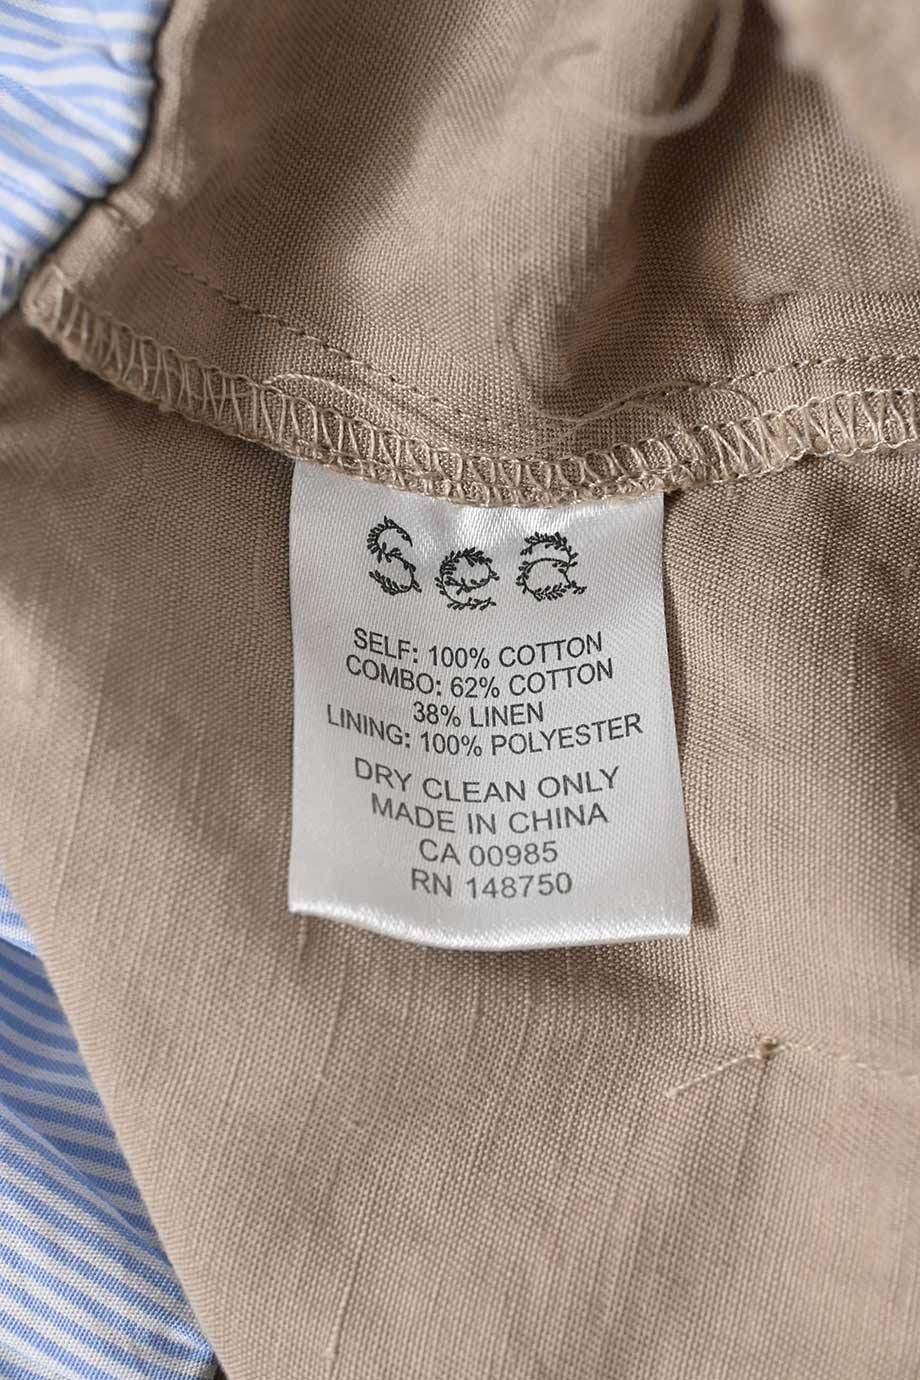 Sea
SELF: 100% COTTON
COMBO: 62% COTTON
38% LINEN
LINING: 100% POLYESTER
DRY CLEAN ONLY
MADE IN CHINA
CA 00985
RN 148750